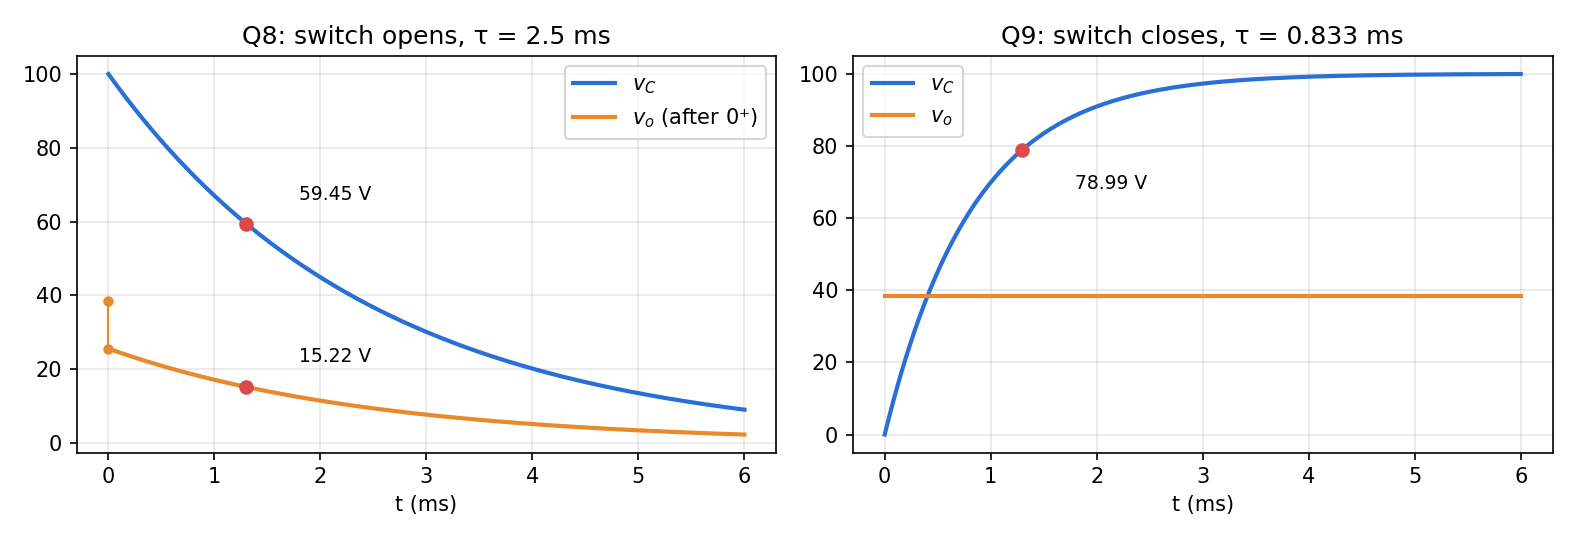 Q8: switch opens, τ = 2.5 ms
100
80
60
40
20
0
v_C
v_o (after 0⁺)
59.45 V
15.22 V
0 1 2 3 4 5 6
t (ms)
Q9: switch closes, τ = 0.833 ms
100
80
60
40
20
0
v_C
v_o
78.99 V
0 1 2 3 4 5 6
t (ms)